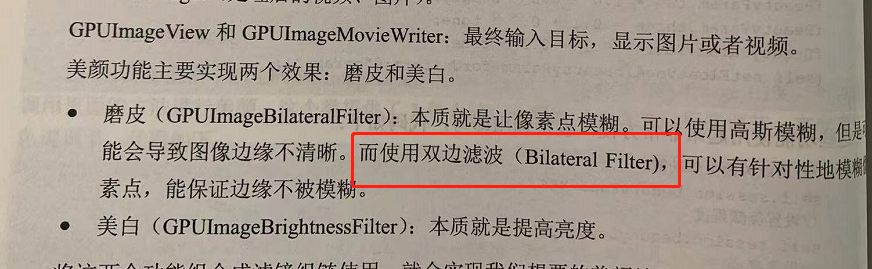 GPUImageView 和 GPUImageMovieWriter：最终输入目标，显示图片或者视频。
美颜功能主要实现两个效果：磨皮和美白。
• 磨皮（GPUImageBilateralFilter）：本质就是让像素点模糊。可以使用高斯模糊，但是
能会导致图像边缘不清晰。而使用双边滤波（Bilateral Filter)，可以有针对性地模糊
素点，能保证边缘不被模糊。
• 美白（GPUImageBrightnessFilter）：本质就是提高亮度。